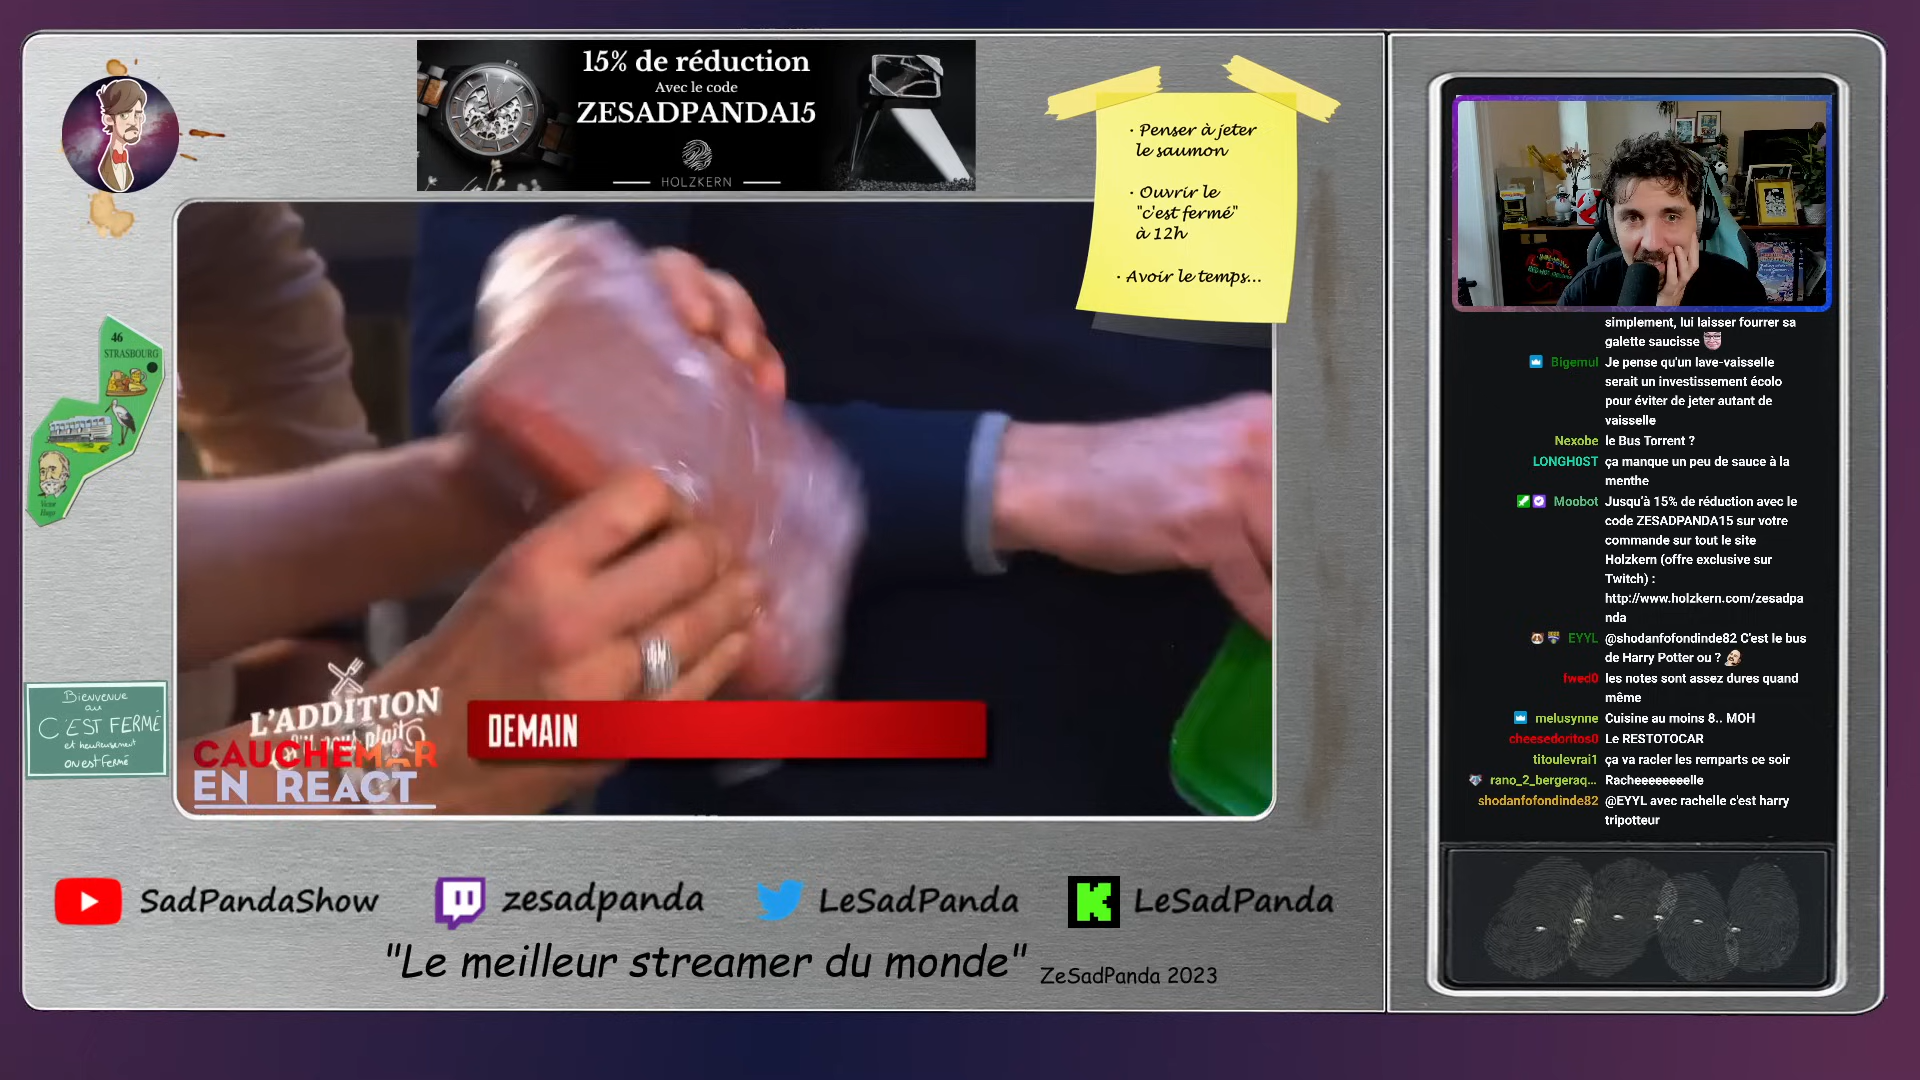 15% de réduction
Avec le code
ZESADPANDA15
HOLZKERN
· Penser à jeter
le saumon
· Ouvrir le
"c'est fermé"
à 12h
· Avoir le temps...
46
STRASBOURG
Victor
Hugo
Bienvenue
au
C'EST FERMÉ
et heureusement
on est fermé
L'ADDITION
s'il vous plaît
CAUCHEMAR
EN REACT
DEMAIN
simplement, lui laisser fourrer sa
galette saucisse
Bigemul Je pense qu'un lave-vaisselle
serait un investissement écolo
pour éviter de jeter autant de
vaisselle
Nexobe le Bus Torrent ?
LONGH0ST ça manque un peu de sauce à la
menthe
Moobot Jusqu'à 15% de réduction avec le
code ZESADPANDA15 sur votre
commande sur tout le site
Holzkern (offre exclusive sur
Twitch) :
http://www.holzkern.com/zesadpa
nda
EYYL @shodanfofondinde82 C'est le bus
de Harry Potter ou ?
fwed0 les notes sont assez dures quand
même
melusynne Cuisine au moins 8.. MOH
cheesedoritos0 Le RESTOTOCAR
titoulevrai1 ça va racler les remparts ce soir
rano_2_bergeraq... Racheeeeeeeelle
shodanfofondinde82 @EYYL avec rachelle c'est harry
tripotteur
SadPandaShow
zesadpanda
LeSadPanda
LeSadPanda
"Le meilleur streamer du monde" ZeSadPanda 2023